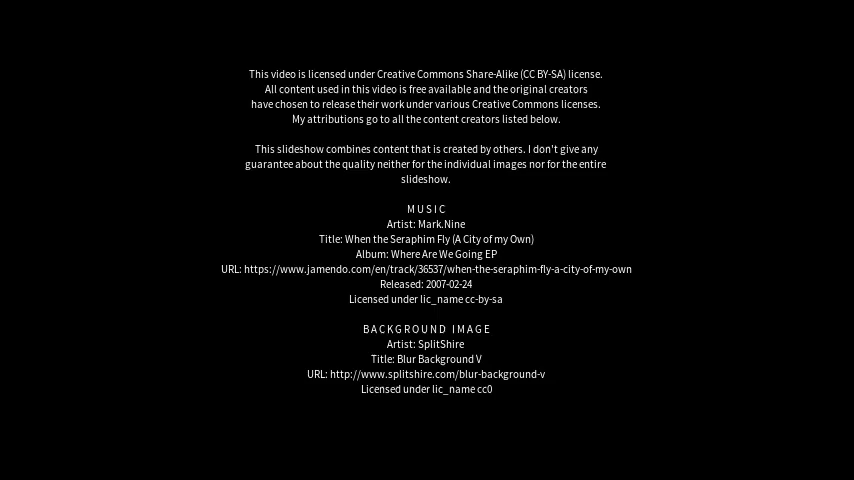 This video is licensed under Creative Commons Share-Alike (CC BY-SA) license.
All content used in this video is free available and the original creators
have chosen to release their work under various Creative Commons licenses.
My attributions go to all the content creators listed below.
This slideshow combines content that is created by others. I don't give any
guarantee about the quality neither for the individual images nor for the entire
slideshow.
MUSIC
Artist: Mark.Nine
Title: When the Seraphim Fly (A City of my Own)
Album: Where Are We Going EP
URL: https://www.jamendo.com/en/track/36537/when-the-seraphim-fly-a-city-of-my-own
Released: 2007-02-24
Licensed under lic_name cc-by-sa
BACKGROUND IMAGE
Artist: SplitShire
Title: Blur Background V
URL: http://www.splitshire.com/blur-background-v
Licensed under lic_name cc0